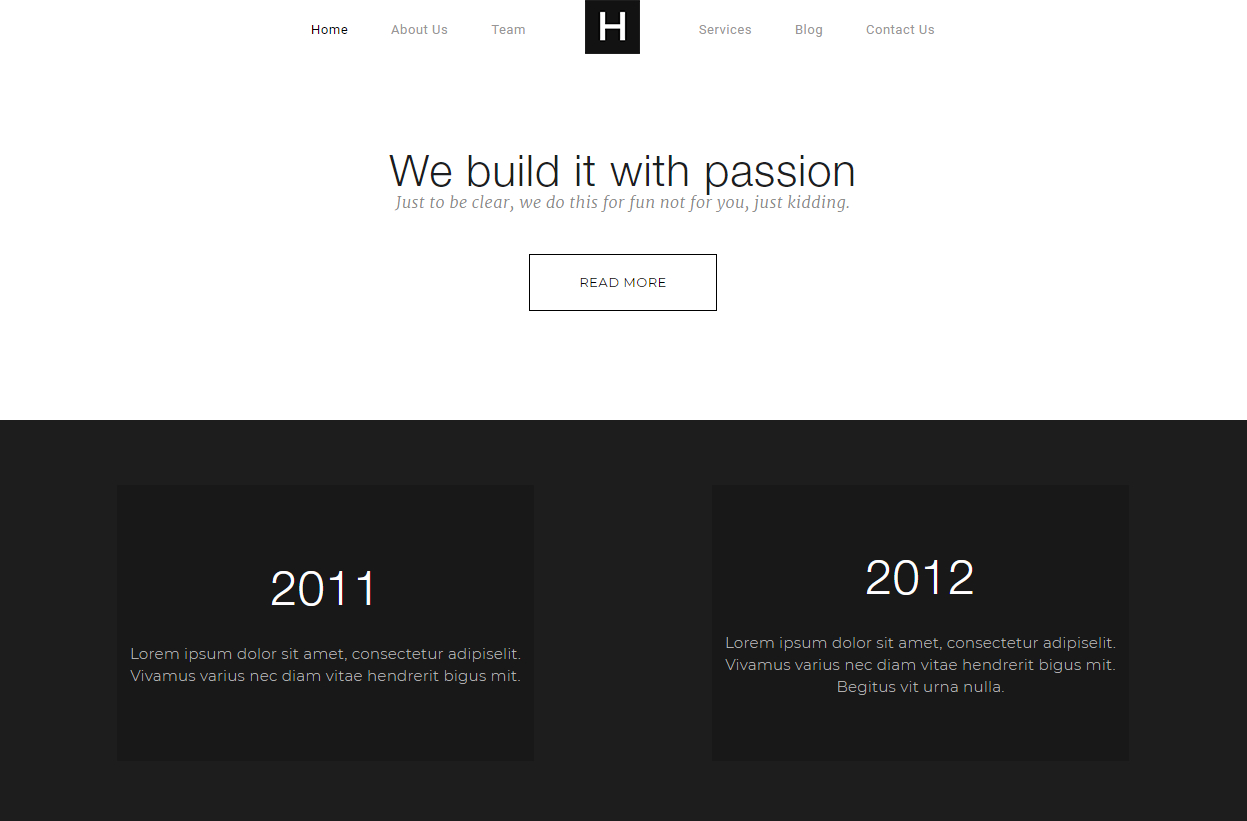 Home About Us Team H Services Blog Contact Us
We build it with passion
Just to be clear, we do this for fun not for you, just kidding.
READ MORE
2011
Lorem ipsum dolor sit amet, consectetur adipiselit.
Vivamus varius nec diam vitae hendrerit bigus mit.
2012
Lorem ipsum dolor sit amet, consectetur adipiselit.
Vivamus varius nec diam vitae hendrerit bigus mit.
Begitus vit urna nulla.